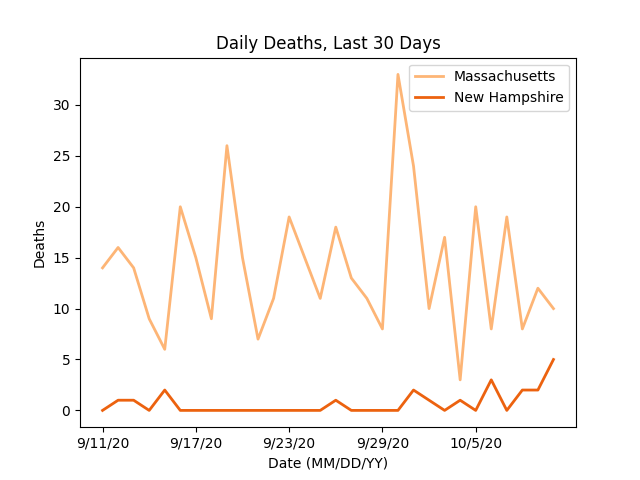 Daily Deaths, Last 30 Days
Massachusetts
New Hampshire
Deaths
30
25
20
15
10
5
0
9/11/20 9/17/20 9/23/20 9/29/20 10/5/20
Date (MM/DD/YY)